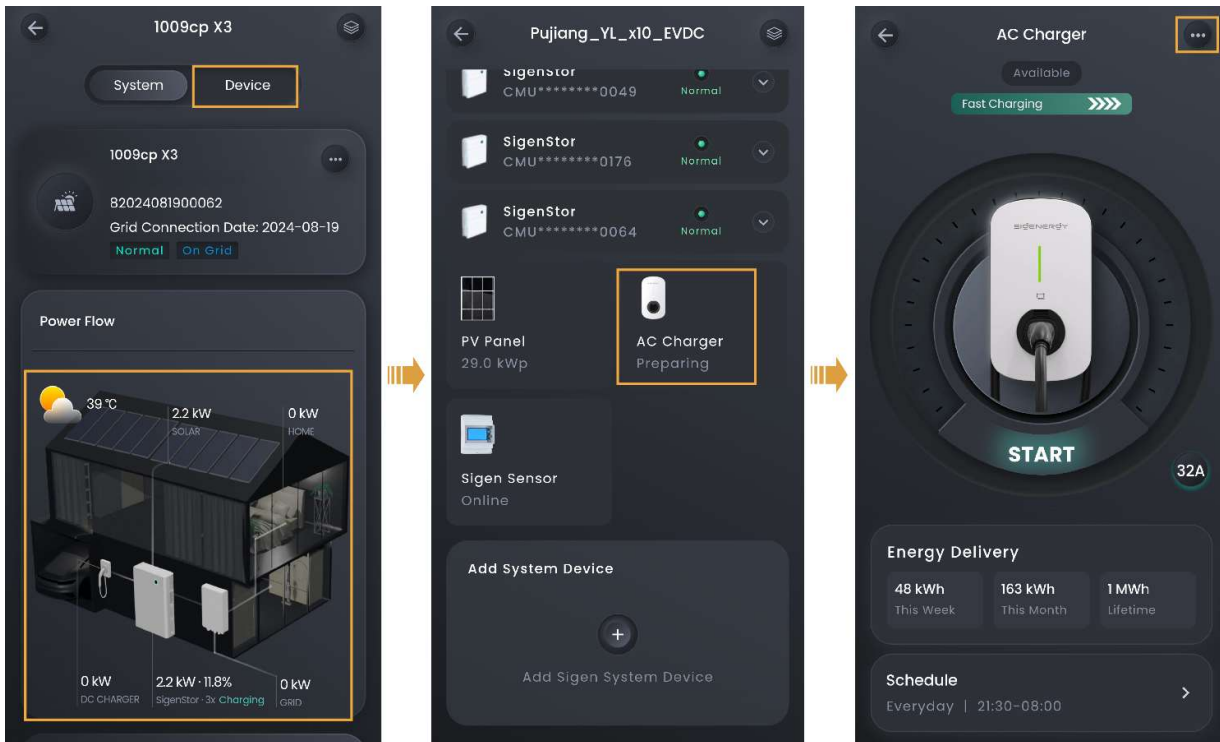 1009cp X3
System
Device
1009cp X3
82024081900062
Grid Connection Date: 2024-08-19
Normal
On Grid
Power Flow
39 °C
2.2 kW
SOLAR
0 kW
HOME
0 kW
DC CHARGER
2.2 kW · 11.8%
SigenStor · 3x Charging
0 kW
GRID
Pujiang_YL_x10_EVDC
SigenStor
CMU********0049
Normal
SigenStor
CMU********0176
Normal
SigenStor
CMU********0064
Normal
PV Panel
29.0 kWp
AC Charger
Preparing
Sigen Sensor
Online
Add System Device
Add Sigen System Device
AC Charger
Available
Fast Charging
SIGENERGY
START
32A
Energy Delivery
48 kWh
This Week
163 kWh
This Month
1 MWh
Lifetime
Schedule
Everyday | 21:30-08:00